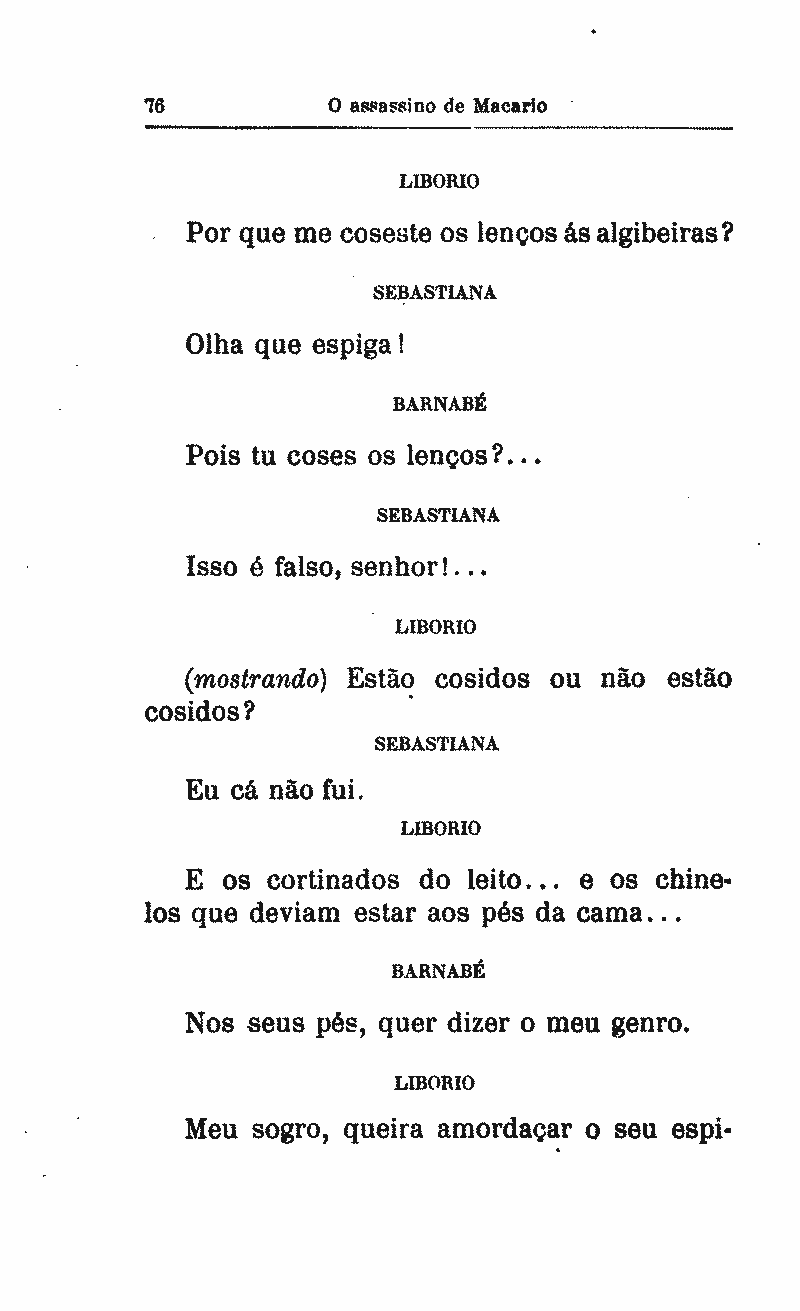 76 O assassino de Macario
LIBORIO
Por que me coseste os lenços ás algibeiras?
SEBASTIANA
Olha que espiga!
BARNABÉ
Pois tu coses os lenços?...
SEBASTIANA
Isso é falso, senhor!...
LIBORIO
(mostrando) Estão cosidos ou não estão
cosidos?
SEBASTIANA
Eu cá não fui.
LIBORIO
E os cortinados do leito... e os chine-
los que deviam estar aos pés da cama...
BARNABÉ
Nos seus pés, quer dizer o meu genro.
LIBORIO
Meu sogro, queira amordaçar o seu espi-